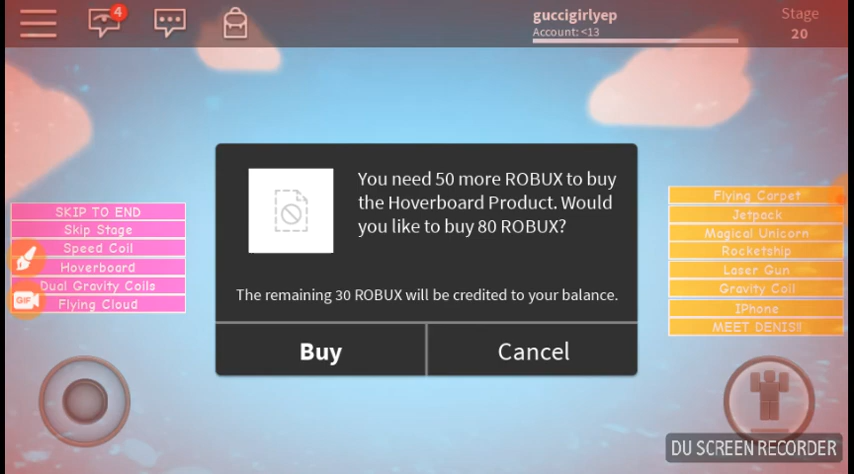 4
guccigirlyep
Account: <13
Stage
20
You need 50 more ROBUX to buy
the Hoverboard Product. Would
you like to buy 80 ROBUX?
The remaining 30 ROBUX will be credited to your balance.
Buy
Cancel
SKIP TO END
Skip Stage
Speed Coil
Hoverboard
Dual Gravity Coils
Flying Cloud
GIF
Flying Carpet
Jetpack
Magical Unicorn
Rocketship
Laser Gun
Gravity Coil
IPhone
MEET DENIS!!
DU SCREEN RECORDER